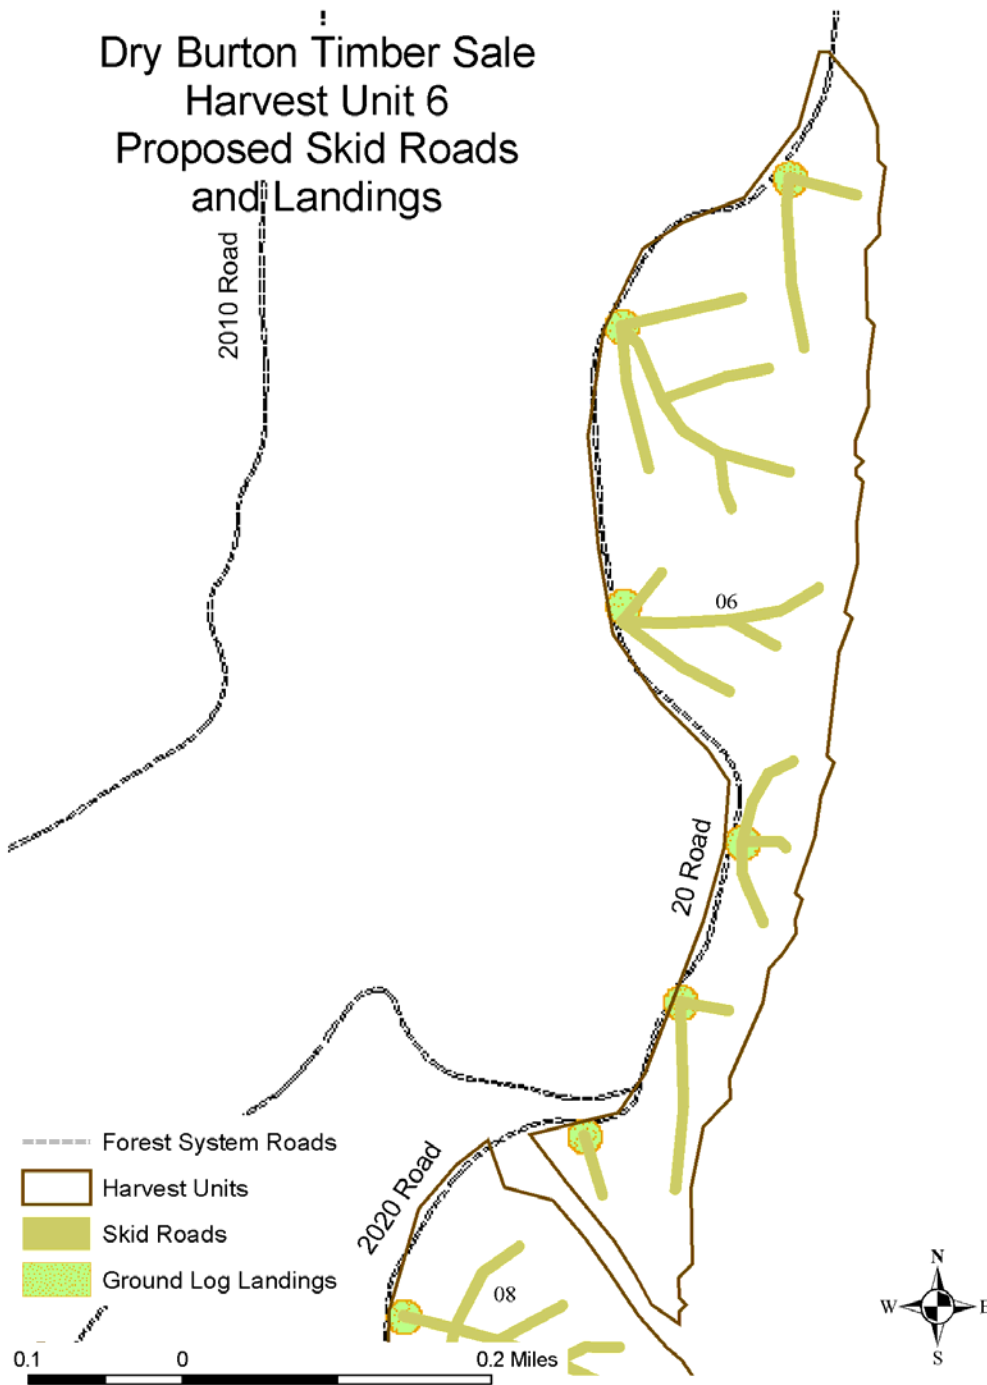 Dry Burton Timber Sale
Harvest Unit 6
Proposed Skid Roads
and Landings
2010 Road
06
20 Road
2020 Road
08
Forest System Roads
Harvest Units
Skid Roads
Ground Log Landings
N
W E
S
0.1 0 0.2 Miles